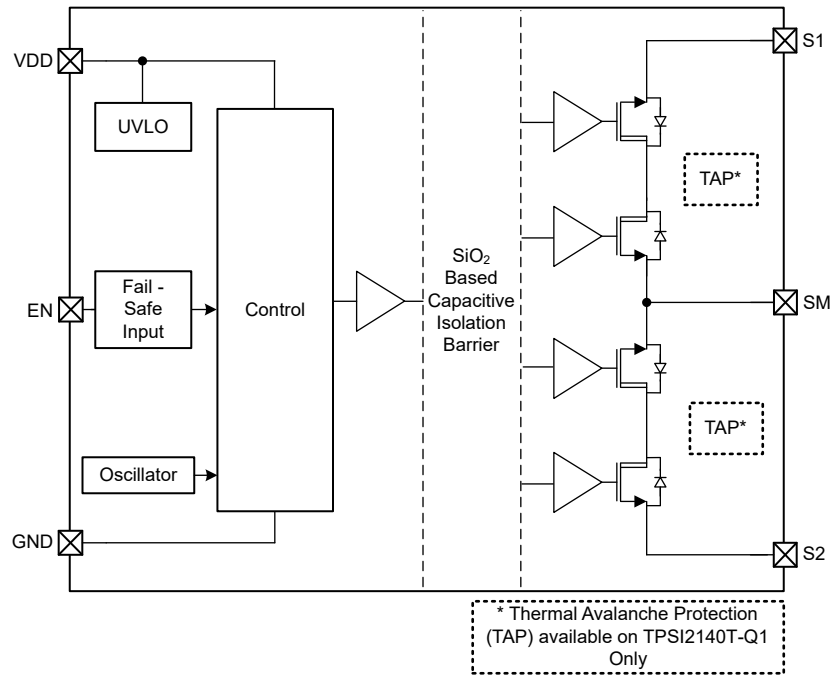 VDD
UVLO
EN
Fail -
Safe
Input
Control
Oscillator
GND
SiO₂
Based
Capacitive
Isolation
Barrier
S1
TAP*
SM
TAP*
S2
* Thermal Avalanche Protection
(TAP) available on TPSI2140T-Q1
Only